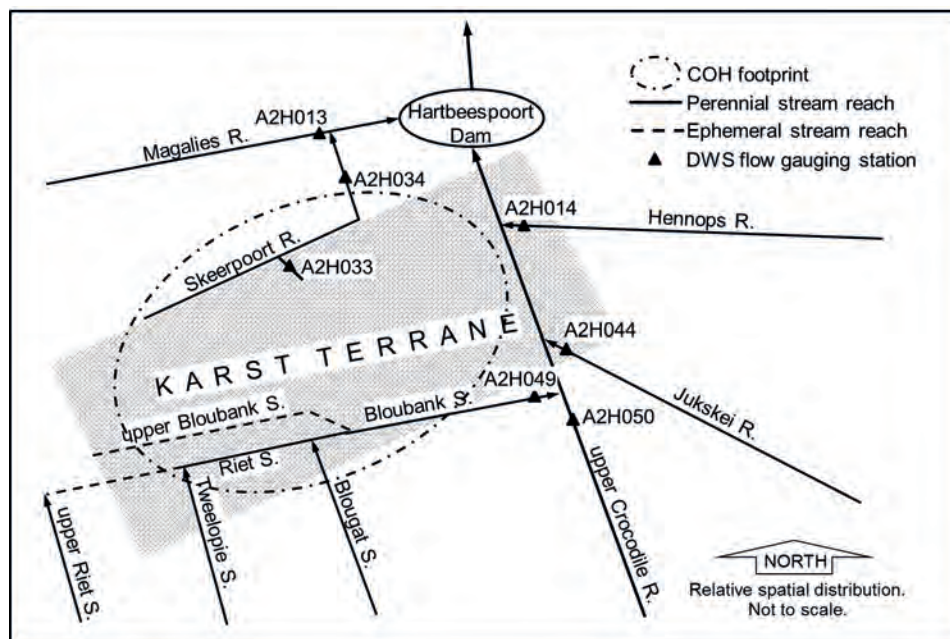 COH footprint
Perennial stream reach
Ephemeral stream reach
DWS flow gauging station
Hartbeespoort
Dam
A2H013
Magalies R.
A2H034
A2H014
Hennops R.
Skeerpoort R.
A2H033
KARST TERRANE
A2H044
A2H049
A2H050
Jukskei R.
upper Bloubank S.
Bloubank S.
Riet S.
upper Riet S.
Tweelopie S.
Blougat S.
upper Crocodile R.
NORTH
Relative spatial distribution.
Not to scale.